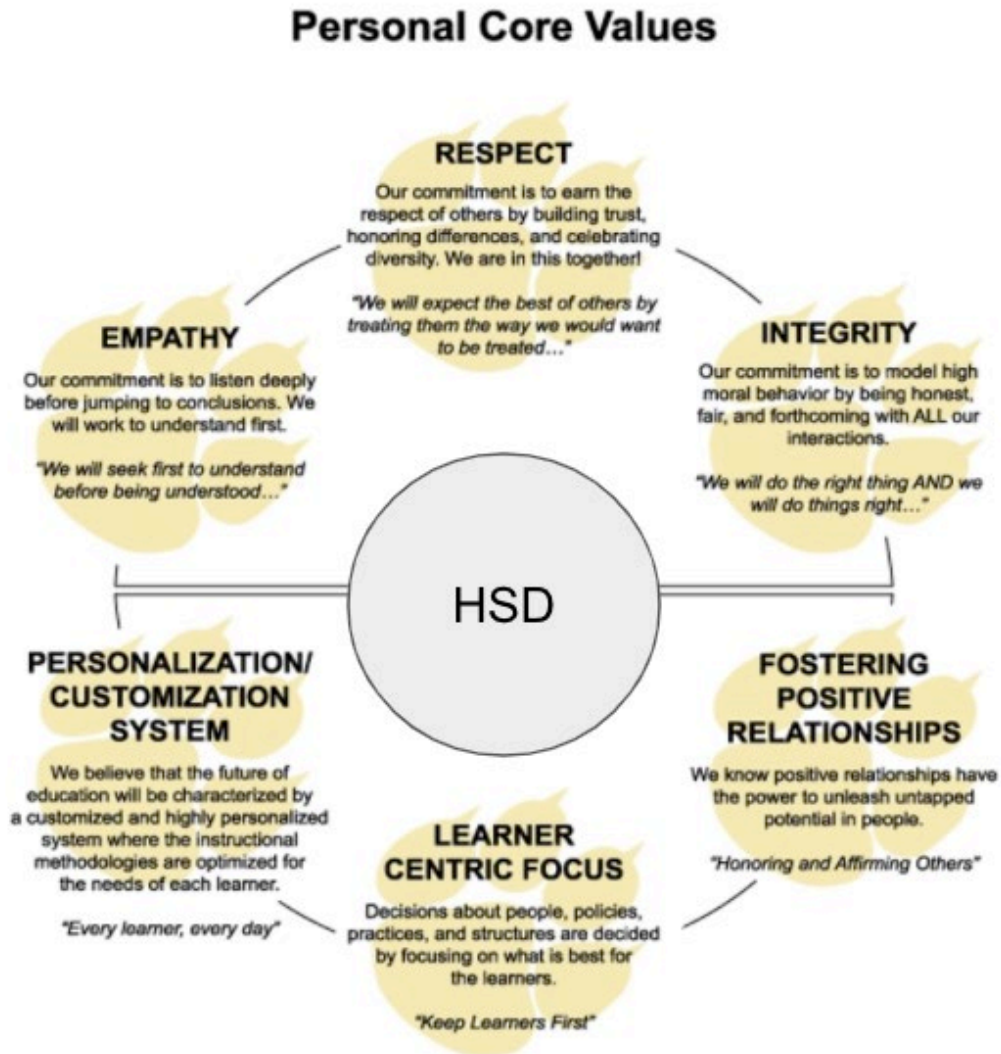 Personal Core Values
RESPECT
Our commitment is to earn the
respect of others by building trust,
honoring differences, and celebrating
diversity. We are in this together!
"We will expect the best of others by
treating them the way we would want
to be treated…"
EMPATHY
Our commitment is to listen deeply
before jumping to conclusions. We
will work to understand first.
"We will seek first to understand
before being understood…"
INTEGRITY
Our commitment is to model high
moral behavior by being honest,
fair, and forthcoming with ALL our
interactions.
"We will do the right thing AND we
will do things right…"
HSD
PERSONALIZATION/
CUSTOMIZATION
SYSTEM
We believe that the future of
education will be characterized by
a customized and highly personalized
system where the instructional
methodologies are optimized for
the needs of each learner.
"Every learner, every day"
LEARNER
CENTRIC FOCUS
Decisions about people, policies,
practices, and structures are decided
by focusing on what is best for
the learners.
"Keep Learners First"
FOSTERING
POSITIVE
RELATIONSHIPS
We know positive relationships have
the power to unleash untapped
potential in people.
"Honoring and Affirming Others"